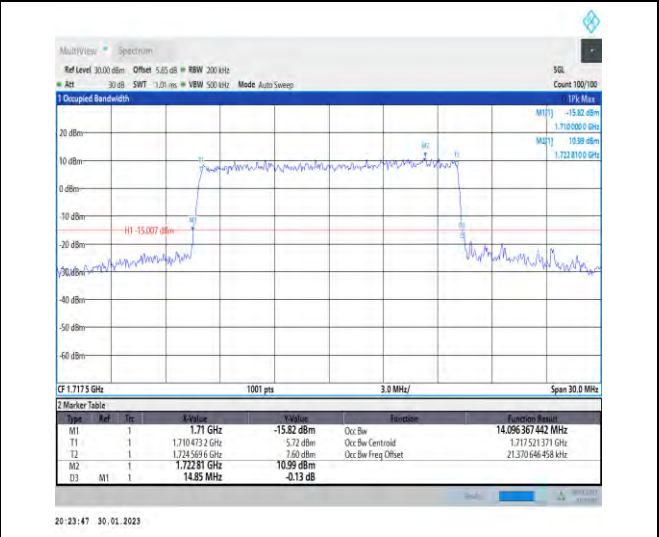 MultiView Spectrum
Ref Level 30.00 dBm Offset 5.85 dB RBW 200 kHz SGL
Att 30 dB SWT 1.01 ms VBW 500 kHz Mode Auto Sweep Count 100/100
1 Occupied Bandwidth 1Pk Max
M1[1] -15.82 dBm
1.710 000 0 GHz
M2[1] 10.99 dBm
1.722 810 0 GHz
20 dBm
M2
T1
10 dBm
0 dBm
-10 dBm
H1 -15.007 dBm
-20 dBm
-30 dBm
-40 dBm
-50 dBm
-60 dBm
CF 1.717 5 GHz 1001 pts 3.0 MHz/ Span 30.0 MHz
2 Marker Table
Type Ref Trc X-Value Y-Value Function Function Result
M1 1 1.71 GHz -15.82 dBm Occ Bw 14.096 367 442 MHz
T1 1 1.710 473 2 GHz 5.72 dBm Occ Bw Centroid 1.717 521 371 GHz
T2 1 1.724 569 6 GHz 7.60 dBm Occ Bw Freq Offset 21.370 646 458 kHz
M2 1 1.722 81 GHz 10.99 dBm
D3 M1 1 14.85 MHz -0.13 dB
20:23:47 30.01.2023